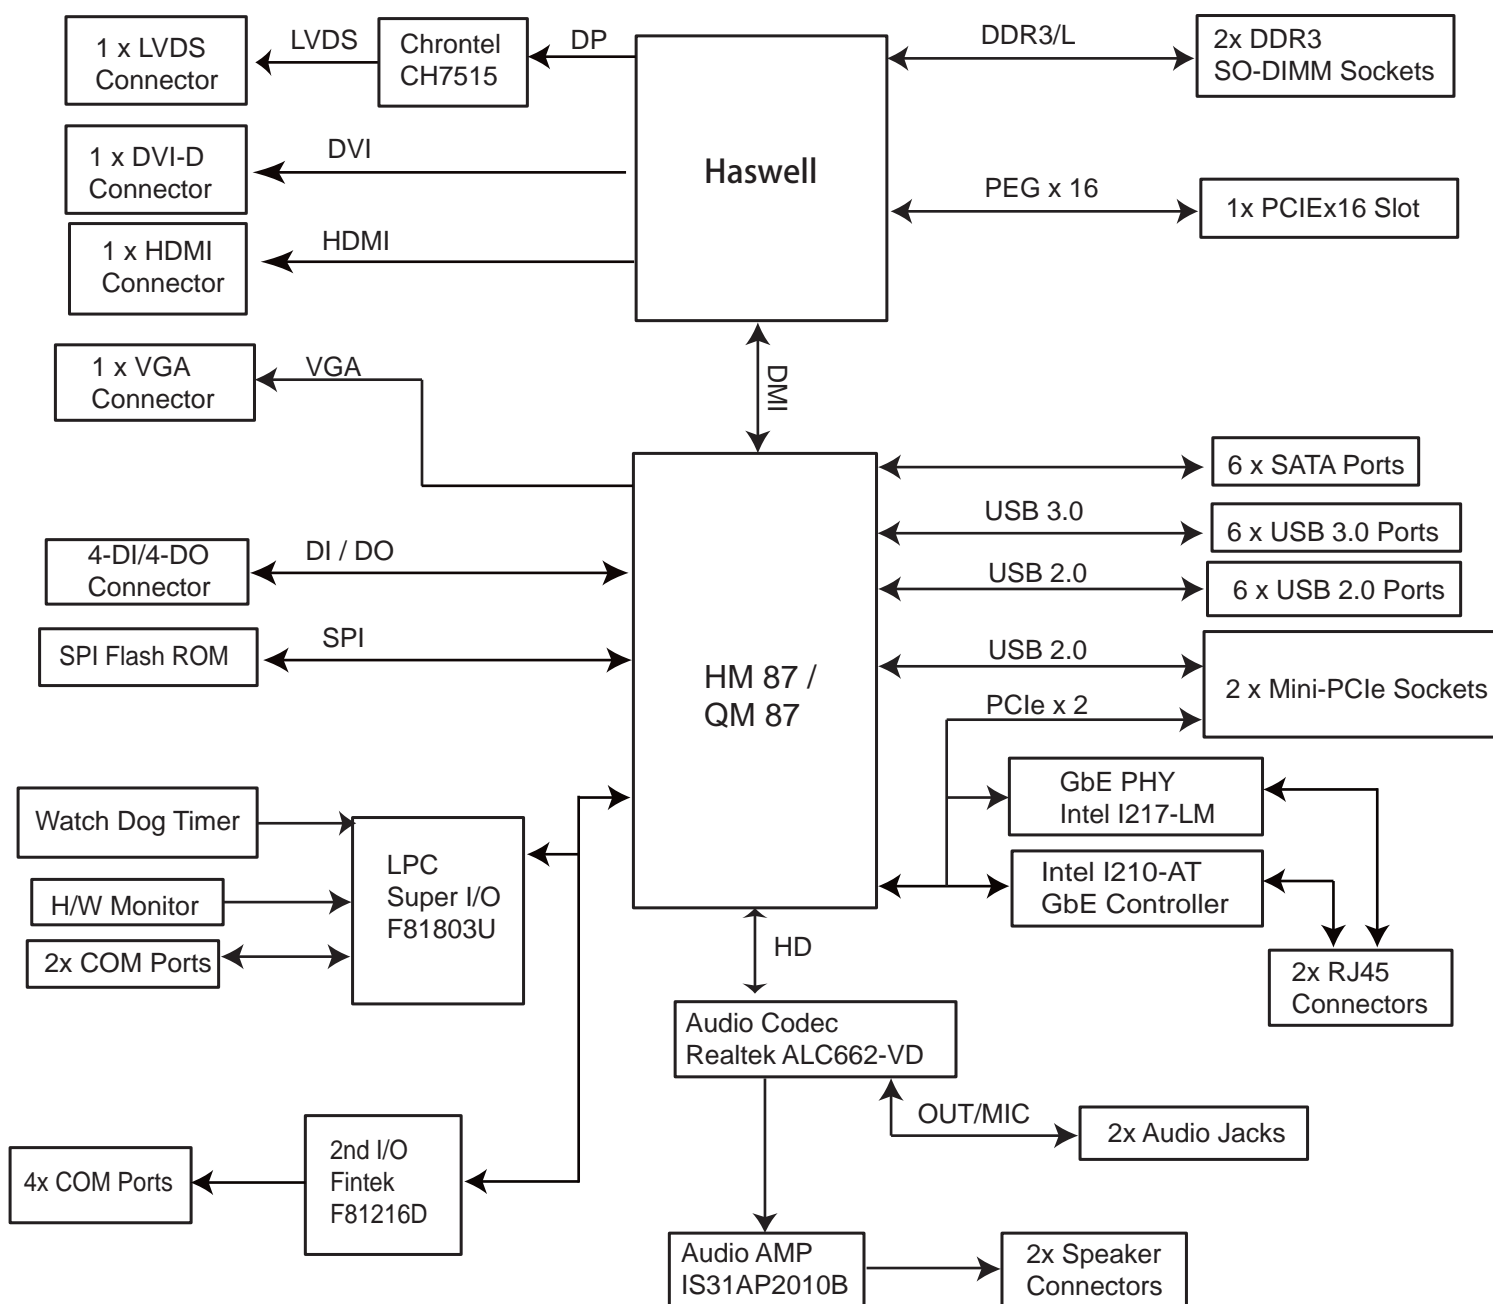 1 x LVDS
Connector
LVDS
Chrontel
CH7515
DP
DDR3/L
2x DDR3
SO-DIMM Sockets
1 x DVI-D
Connector
DVI
Haswell
PEG x 16
1x PCIEx16 Slot
1 x HDMI
Connector
HDMI
1 x VGA
Connector
VGA
DMI
6 x SATA Ports
USB 3.0
6 x USB 3.0 Ports
4-DI/4-DO
Connector
DI / DO
USB 2.0
6 x USB 2.0 Ports
SPI Flash ROM
SPI
HM 87 /
QM 87
USB 2.0
2 x Mini-PCIe Sockets
PCIe x 2
GbE PHY
Intel I217-LM
Watch Dog Timer
LPC
Super I/O
F81803U
H/W Monitor
2x COM Ports
Intel I210-AT
GbE Controller
HD
2x RJ45
Connectors
Audio Codec
Realtek ALC662-VD
OUT/MIC
2x Audio Jacks
4x COM Ports
2nd I/O
Fintek
F81216D
Audio AMP
IS31AP2010B
2x Speaker
Connectors